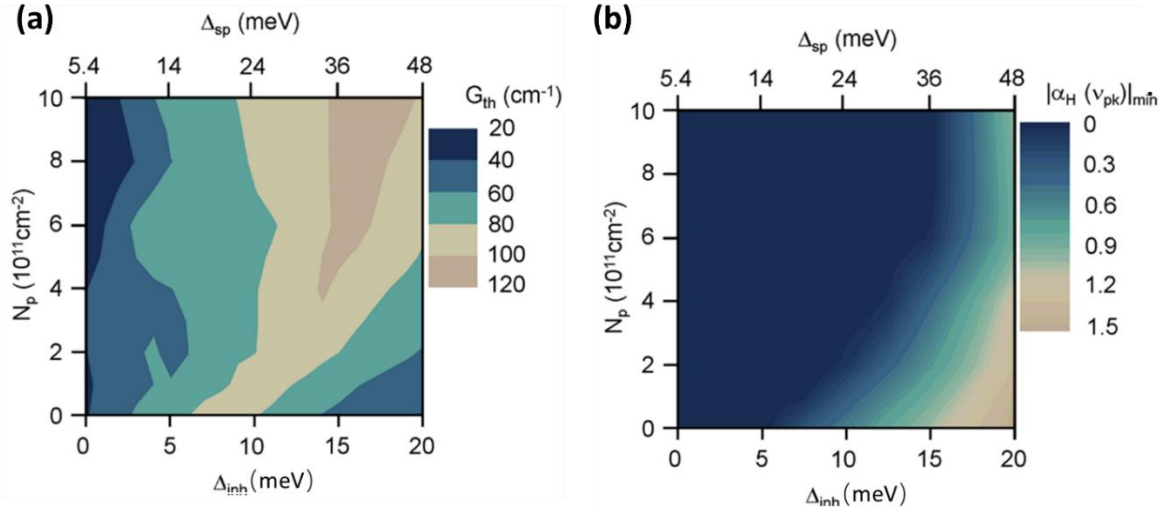 (a)
Δsp (meV)
5.4 14 24 36 48
Gth (cm-1)
20
40
60
80
100
120
10
8
6
4
2
0
Np (1011cm-2)
0 5 10 15 20
Δinh (meV)
(b)
Δsp (meV)
5.4 14 24 36 48
|αH (νpk)|min
0
0.3
0.6
0.9
1.2
1.5
10
8
6
4
2
0
Np (1011cm-2)
0 5 10 15 20
Δinh (meV)